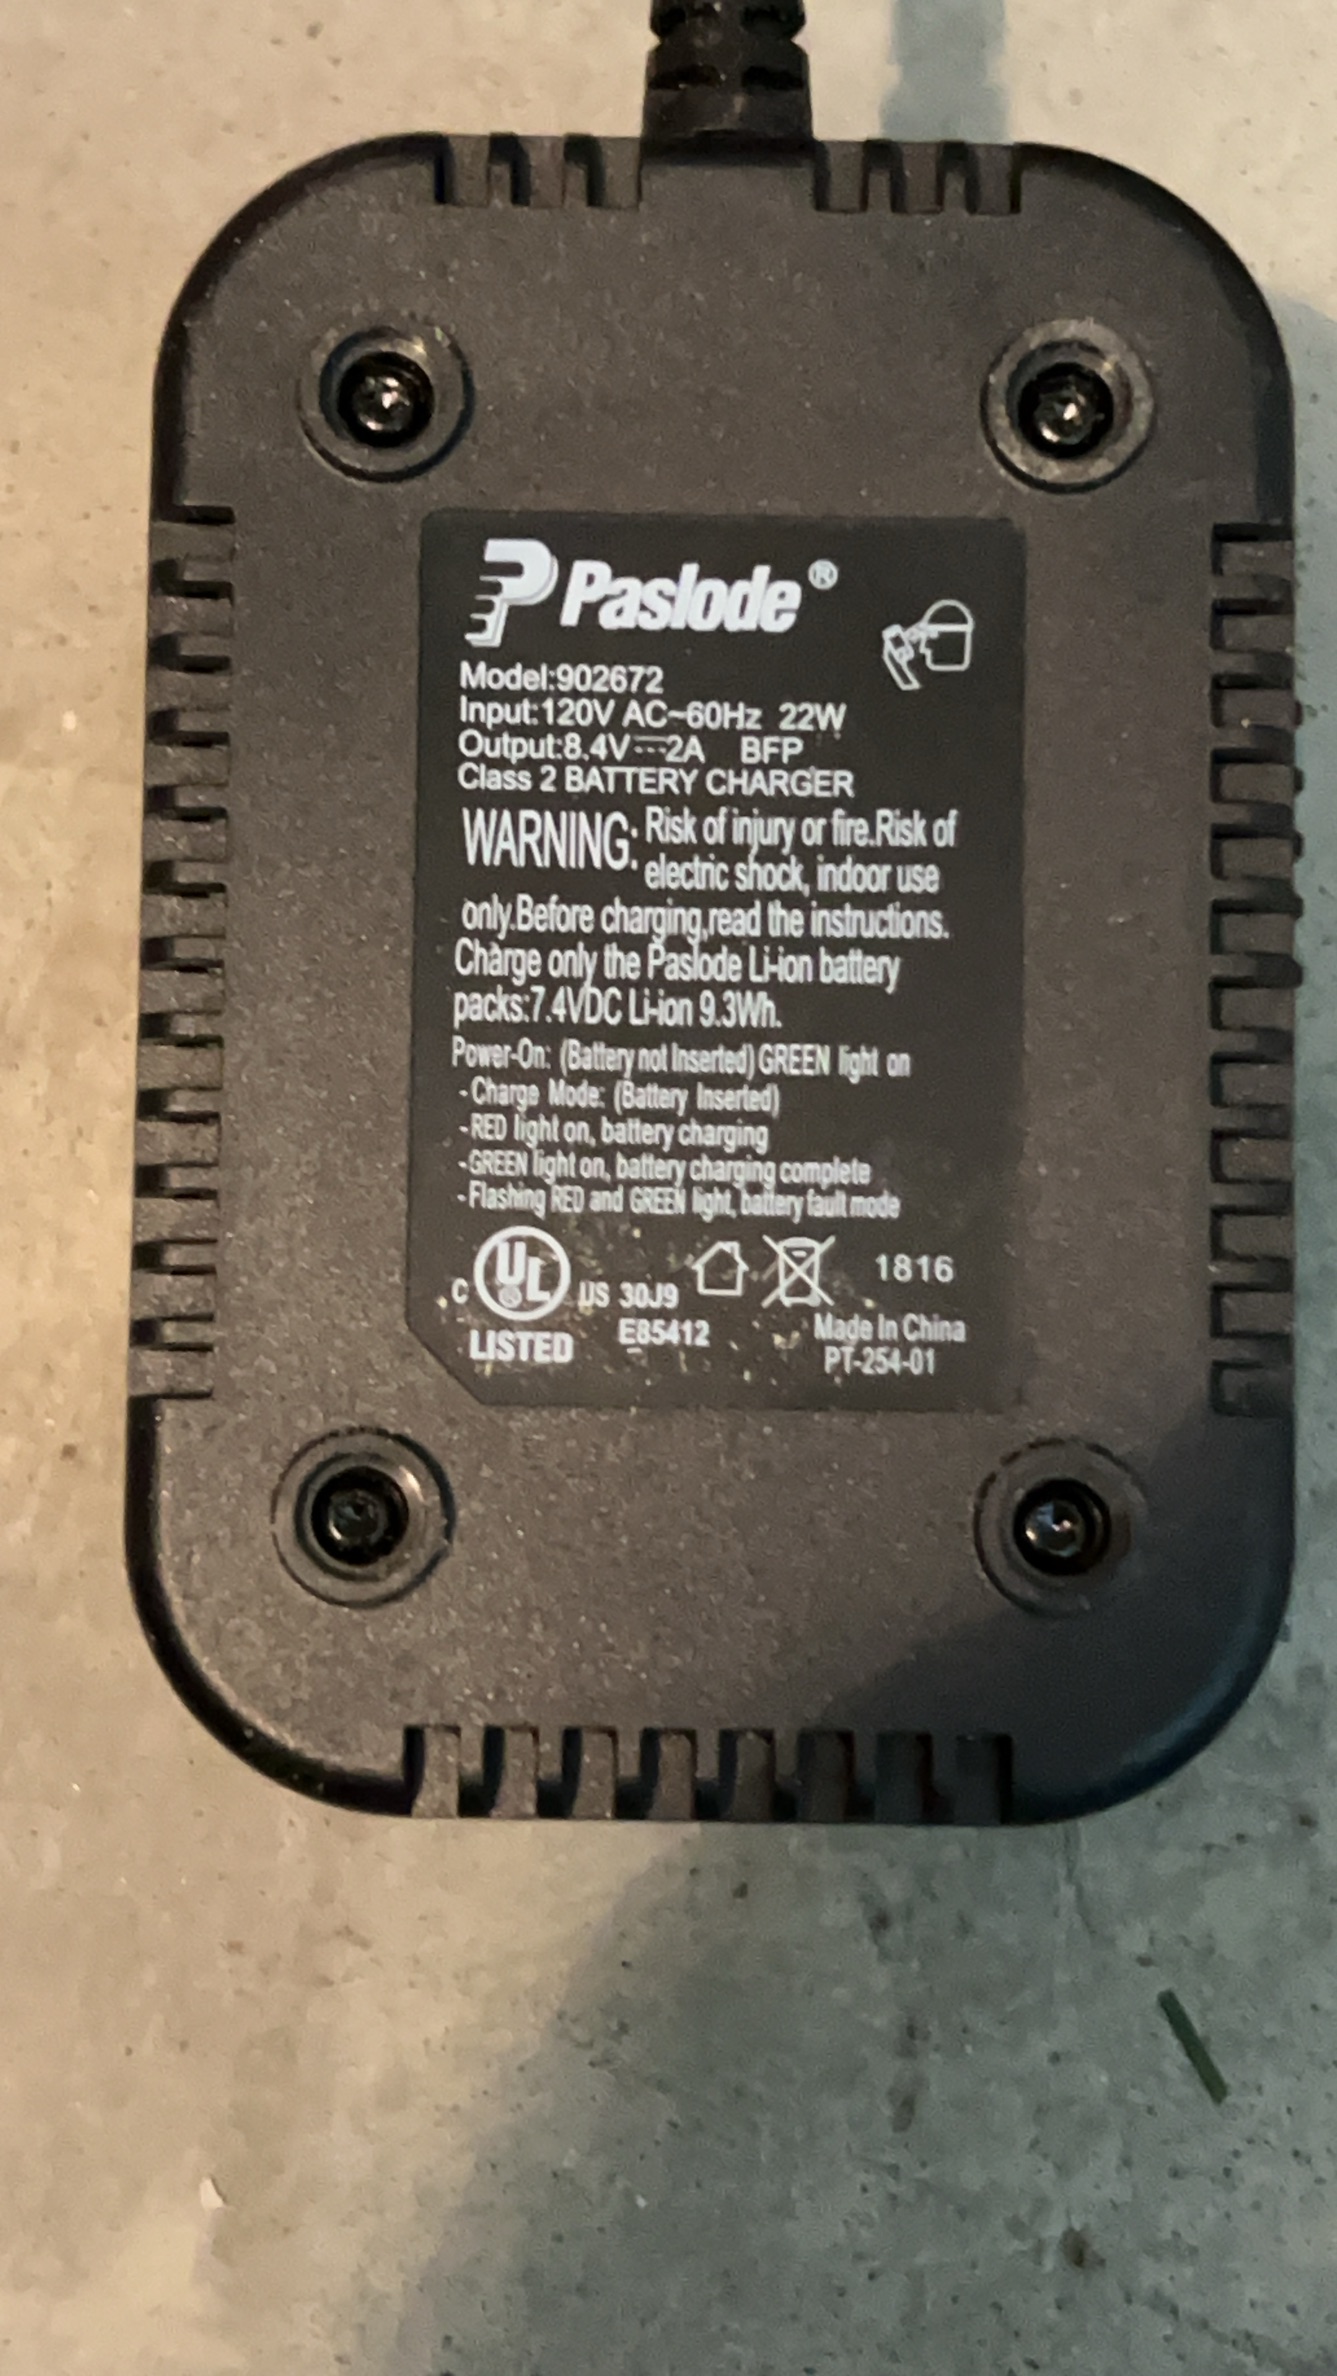 Paslode®
Model:902672
Input:120V AC~60Hz 22W
Output:8.4V⎓2A BFP
Class 2 BATTERY CHARGER
WARNING: Risk of injury or fire.Risk of
electric shock, indoor use
only.Before charging,read the instructions.
Charge only the Paslode Li-ion battery
packs:7.4VDC Li-ion 9.3Wh.
Power-On: (Battery not Inserted) GREEN light on
-Charge Mode: (Battery Inserted)
-RED light on, battery charging
-GREEN light on, battery charging complete
-Flashing RED and GREEN light, battery fault mode
C UL US 30J9 1816
LISTED E85412 Made In China
PT-254-01